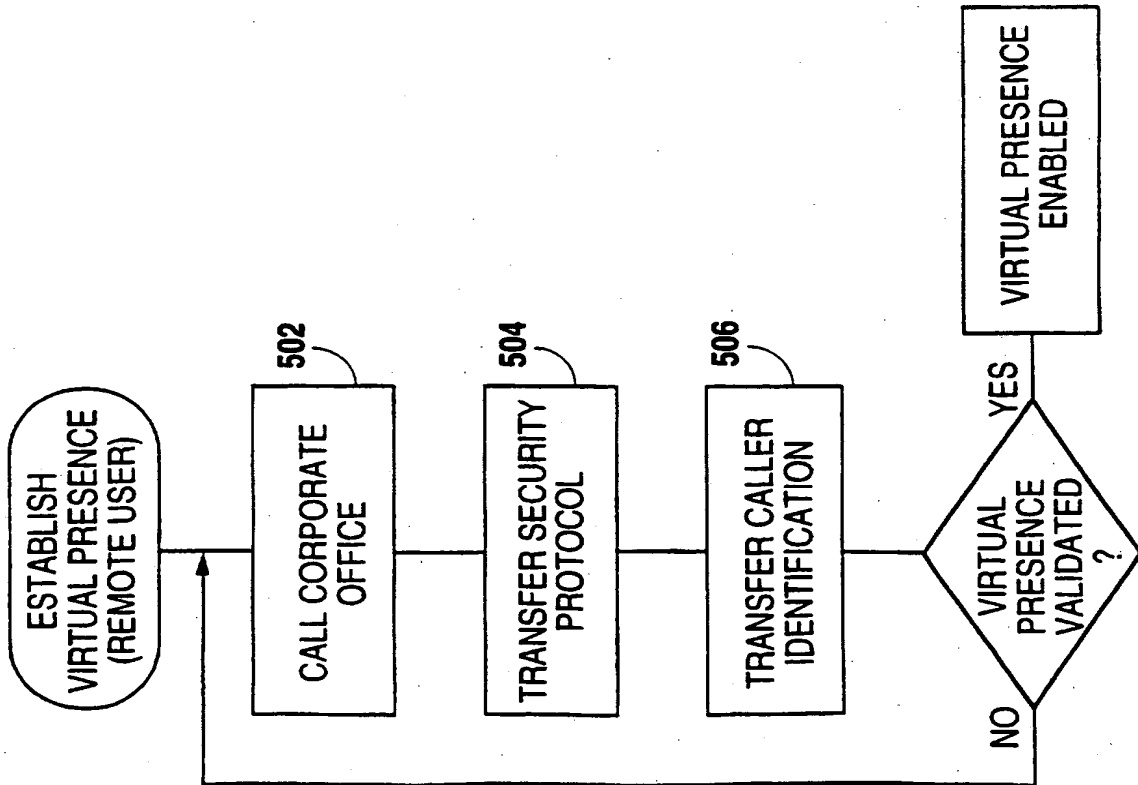 ESTABLISH
VIRTUAL PRESENCE
(REMOTE USER)
502
CALL CORPORATE
OFFICE
504
TRANSFER SECURITY
PROTOCOL
506
TRANSFER CALLER
IDENTIFICATION
VIRTUAL
PRESENCE
VALIDATED
?
NO
YES
VIRTUAL PRESENCE
ENABLED